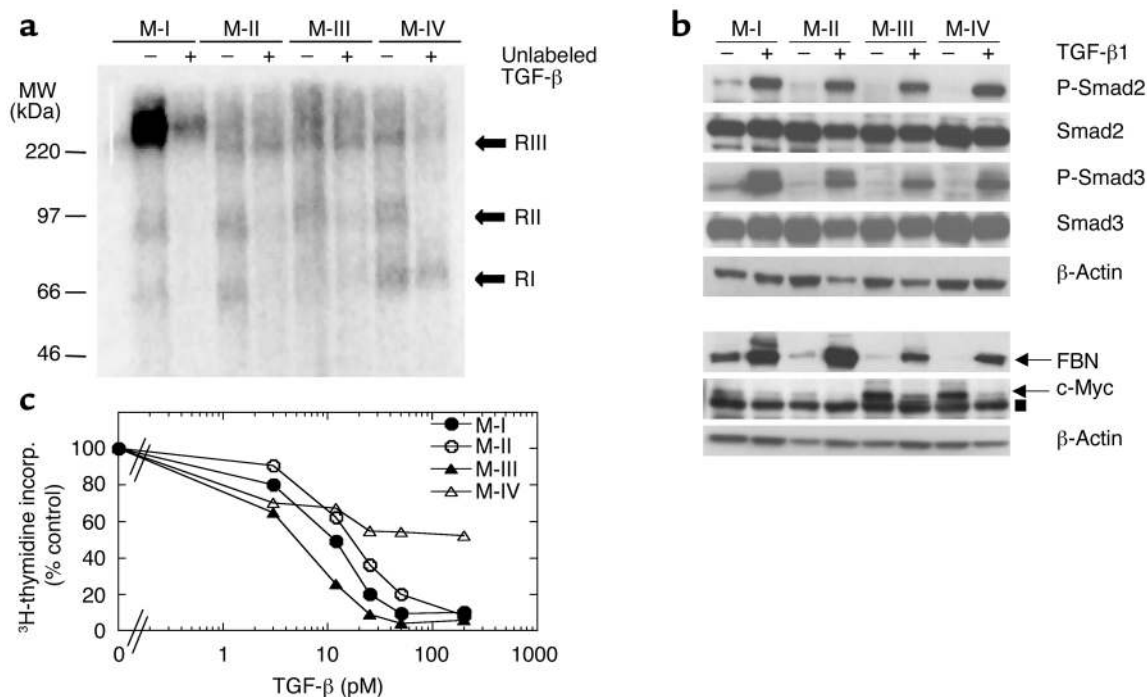 a
M-I M-II M-III M-IV
– + – + – + – +
Unlabeled
TGF-β
MW
(kDa)
220
97
66
46
RIII
RII
RI
b
M-I M-II M-III M-IV
– + – + – + – +
TGF-β1
P-Smad2
Smad2
P-Smad3
Smad3
β-Actin
FBN
c-Myc
β-Actin
c
³H-thymidine incorp.
(% control)
100
80
60
40
20
0
0 1 10 100 1000
TGF-β (pM)
M-I
M-II
M-III
M-IV